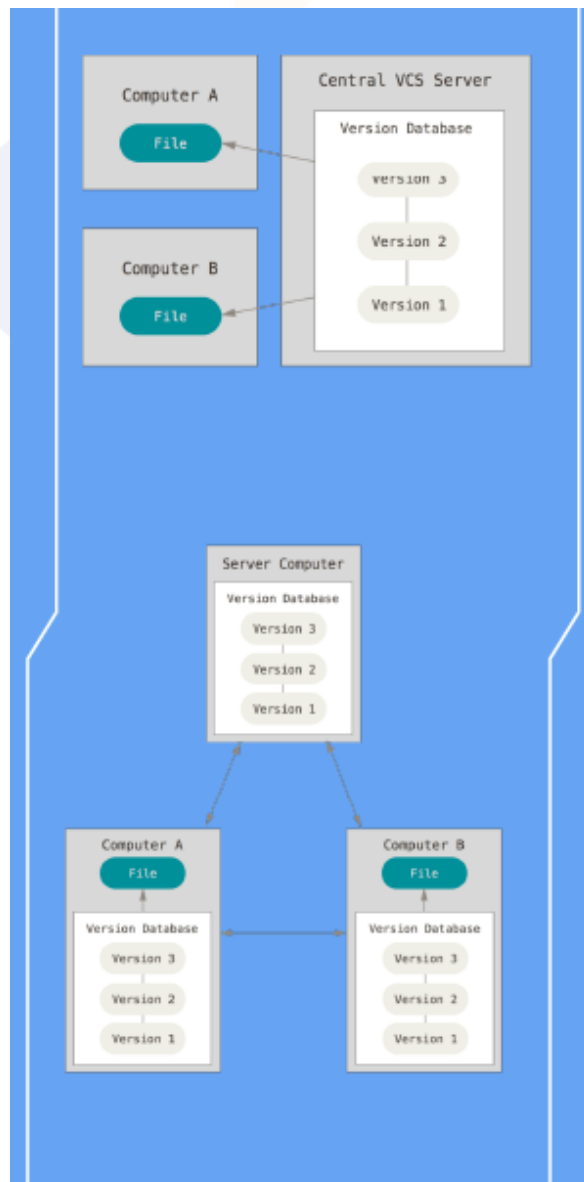 Computer A
File
Central VCS Server
Version Database
Version 3
Version 2
Version 1
Computer B
File
Server Computer
Version Database
Version 3
Version 2
Version 1
Computer A
File
Version Database
Version 3
Version 2
Version 1
Computer B
File
Version Database
Version 3
Version 2
Version 1